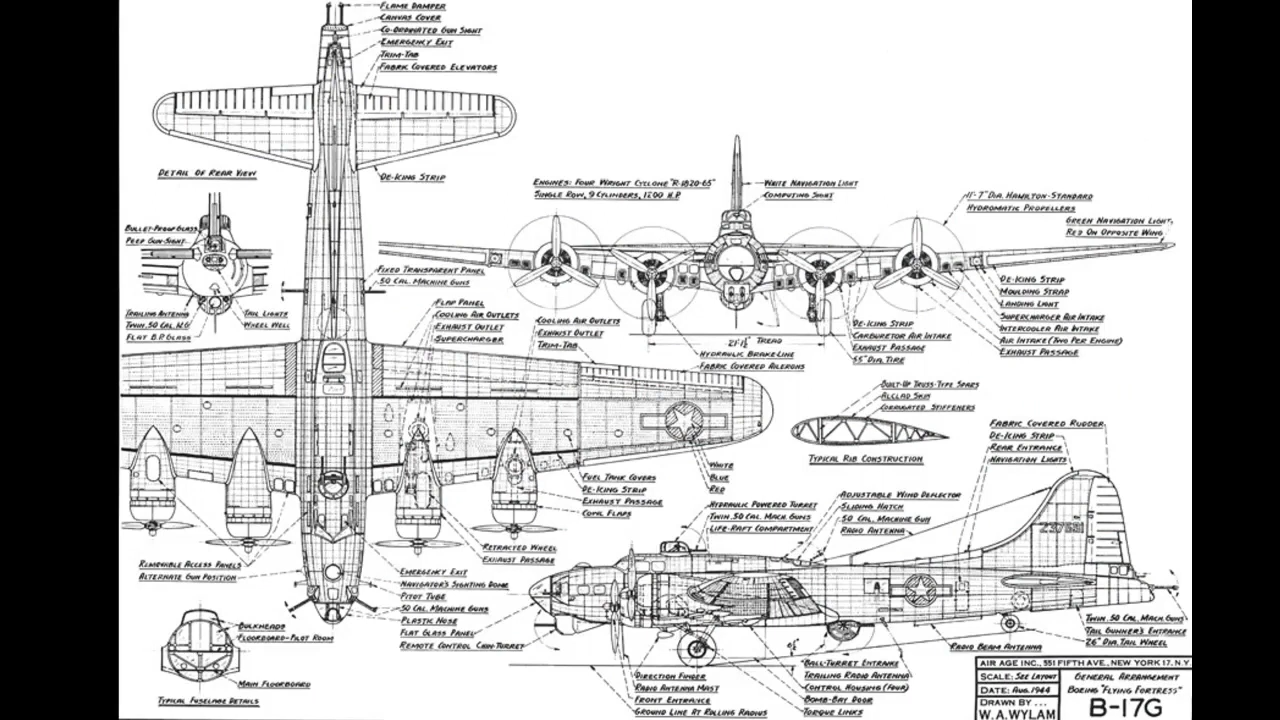 FLAME DAMPER
CANVAS COVER
CO-ORDINATED GUN SIGHT
EMERGENCY EXIT
TRIM-TAB
FABRIC COVERED ELEVATORS
DE-ICING STRIP
DETAIL OF REAR VIEW
BULLET-PROOF GLASS
PEEP GUN-SIGHT
TRAILING ANTENNA
TWIN .50 CAL. M.G
FLAT B.P. GLASS
TAIL LIGHTS
WHEEL WELL
FIXED TRANSPARENT PANEL
.50 CAL. MACHINE GUNS
FLAP PANEL
COOLING AIR OUTLETS
EXHAUST OUTLET
SUPERCHARGER
COOLING AIR OUTLETS
EXHAUST OUTLET
TRIM-TAB
ENGINES: FOUR WRIGHT CYCLONE "R-1820-65"
SINGLE ROW, 9 CYLINDERS, 1200 H.P
WHITE NAVIGATION LIGHT
COMPUTING SIGHT
11'-7" DIA. HAMILTON-STANDARD
HYDROMATIC PROPELLERS
GREEN NAVIGATION LIGHT,
RED ON OPPOSITE WING
DE-ICING STRIP
MOULDING STRAP
LANDING LIGHT
SUPERCHARGER AIR INTAKE
INTERCOOLER AIR INTAKE
AIR INTAKE (TWO PER ENGINE)
EXHAUST PASSAGE
DE-ICING STRIP
CARBURETOR AIR INTAKE
EXHAUST PASSAGE
55" DIA. TIRE
TREAD
HYDRAULIC BRAKE-LINE
FABRIC COVERED AILERONS
BUILT-UP TRUSS-TYPE SPARS
ALCLAD SKIN
CORRUGATED STIFFENERS
TYPICAL RIB CONSTRUCTION
WHITE
BLUE
RED
FUEL TANK COVERS
DE-ICING STRIP
EXHAUST PASSAGE
COWL FLAPS
RETRACTED WHEEL
EXHAUST PASSAGE
REMOVABLE ACCESS PANELS
ALTERNATE GUN POSITION
EMERGENCY EXIT
NAVIGATOR'S SIGHTING DOME
PITOT TUBE
.50 CAL. MACHINE GUNS
PLASTIC NOSE
FLAT GLASS PANEL
REMOTE CONTROL CHIN-TURRET
BULKHEADS
FLOORBOARD-PILOT ROOM
MAIN FLOORBOARD
TYPICAL FUSELAGE DETAILS
HYDRAULIC POWERED TURRET
TWIN .50 CAL. MACH. GUNS
LIFE-RAFT COMPARTMENT
ADJUSTABLE WIND DEFLECTOR
SLIDING HATCH
.50 CAL. MACHINE GUN
RADIO ANTENNA
FABRIC COVERED RUDDER
DE-ICING STRIP
REAR ENTRANCE
NAVIGATION LIGHTS
TWIN .50 CAL. MACH. GUNS
TAIL GUNNER'S ENTRANCE
26" DIA. TAIL WHEEL
RADIO BEAM ANTENNA
DIRECTION FINDER
RADIO ANTENNA MAST
FRONT ENTRANCE
GROUND LINE AT ROLLING RADIUS
BALL-TURRET ENTRANCE
TRAILING RADIO ANTENNA
CONTROL HOUSING (FOUR)
BOMB-BAY DOOR
TORQUE LINKS
AIR AGE INC., 551 FIFTH AVE., NEW YORK 17. N.Y
SCALE: SEE LAYOUT
DATE: AUG. 1944
DRAWN BY ...
W. A. WYLAM
GENERAL ARRANGEMENT
BOEING "FLYING FORTRESS"
B-17G